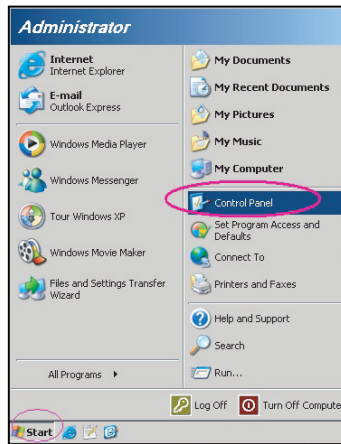 Administrator
Internet
Internet Explorer
E-mail
Outlook Express
Windows Media Player
Windows Messenger
Tour Windows XP
Windows Movie Maker
Files and Settings Transfer
Wizard
All Programs
My Documents
My Recent Documents
My Pictures
My Music
My Computer
Control Panel
Set Program Access and
Defaults
Connect To
Printers and Faxes
Help and Support
Search
Run...
Log Off
Turn Off Compute
Start